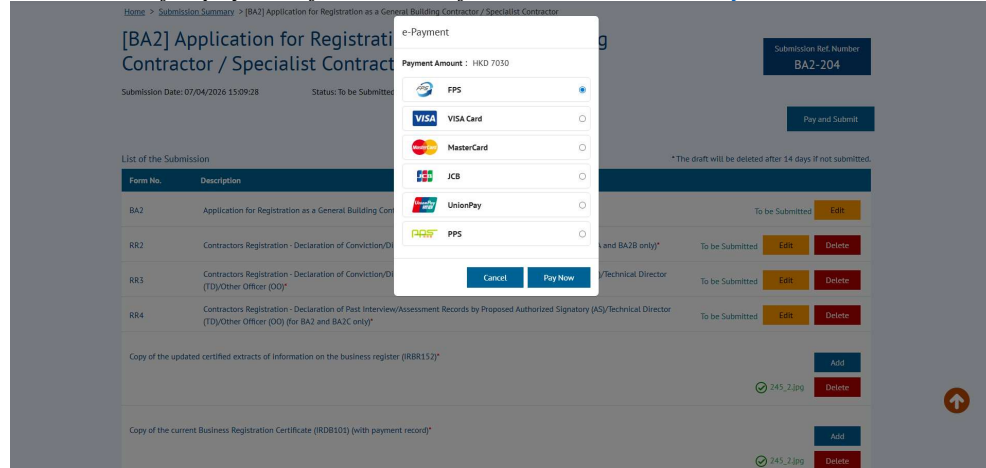 Home > Submission Summary > [BA2] Application for Registration as a General Building Contractor / Specialist Contractor
[BA2] Application for Registrati
g
Contractor / Specialist Contract
Submission Ref. Number
BA2-204
Submission Date: 07/04/2026 15:09:28
Status: To be Submitted
Pay and Submit
e-Payment
Payment Amount : HKD 7030
FPS FPS
VISA VISA Card
MasterCard MasterCard
JCB JCB
UnionPay UnionPay
PPS PPS
Cancel Pay Now
List of the Submission
* The draft will be deleted after 14 days if not submitted.
Form No. Description
BA2 Application for Registration as a General Building Cont To be Submitted Edit
RR2 Contractors Registration - Declaration of Conviction/Di A and BA2B only)* To be Submitted Edit Delete
RR3 Contractors Registration - Declaration of Conviction/Di )/Technical Director
(TD)/Other Officer (OO)* To be Submitted Edit Delete
RR4 Contractors Registration - Declaration of Past Interview/Assessment Records by Proposed Authorized Signatory (AS)/Technical Director
(TD)/Other Officer (OO) (for BA2 and BA2C only)* To be Submitted Edit Delete
Copy of the updated certified extracts of Information on the business register (IRBR152)*
Add
245_2.jpg Delete
Copy of the current Business Registration Certificate (IRDB101) (with payment record)*
Add
245_2.jpg Delete